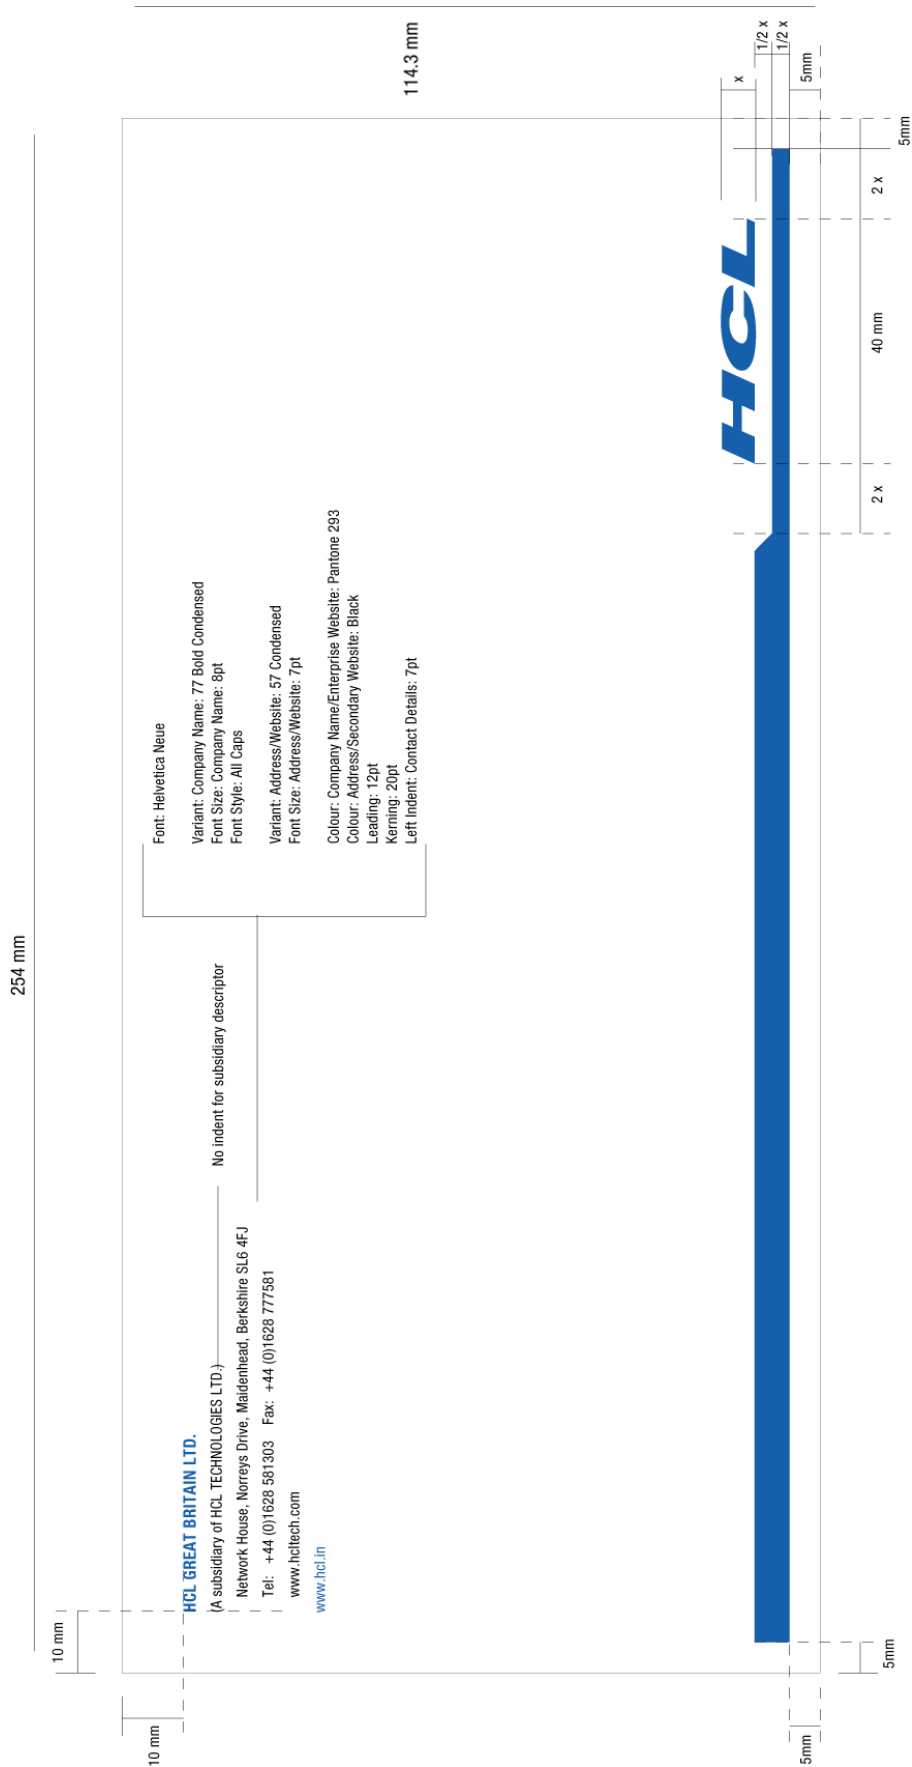 254 mm
114.3 mm
10 mm
10 mm
HCL GREAT BRITAIN LTD.
(A subsidiary of HCL TECHNOLOGIES LTD.)
No indent for subsidiary descriptor
Network House, Norreys Drive, Maidenhead, Berkshire SL6 4FJ
Tel: +44 (0)1628 581303 Fax: +44 (0)1628 777581
www.hcltech.com
www.hcl.in
Font: Helvetica Neue
Variant: Company Name: 77 Bold Condensed
Font Size: Company Name: 8pt
Font Style: All Caps
Variant: Address/Website: 57 Condensed
Font Size: Address/Website: 7pt
Colour: Company Name/Enterprise Website: Pantone 293
Colour: Address/Secondary Website: Black
Leading: 12pt
Kerning: 20pt
Left Indent: Contact Details: 7pt
HCL
x
1/2 x
1/2 x
5mm
5mm
5mm
2 x
40 mm
2 x
5mm